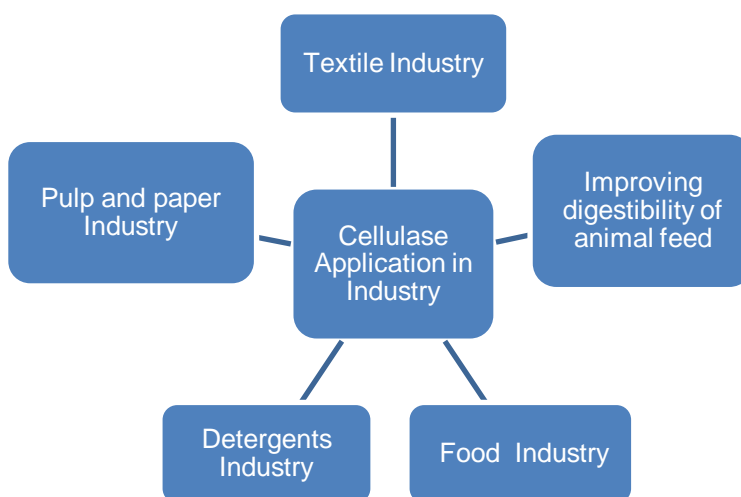 Textile Industry
Pulp and paper
Industry
Improving
digestibility of
animal feed
Cellulase
Application in
Industry
Detergents
Industry
Food Industry